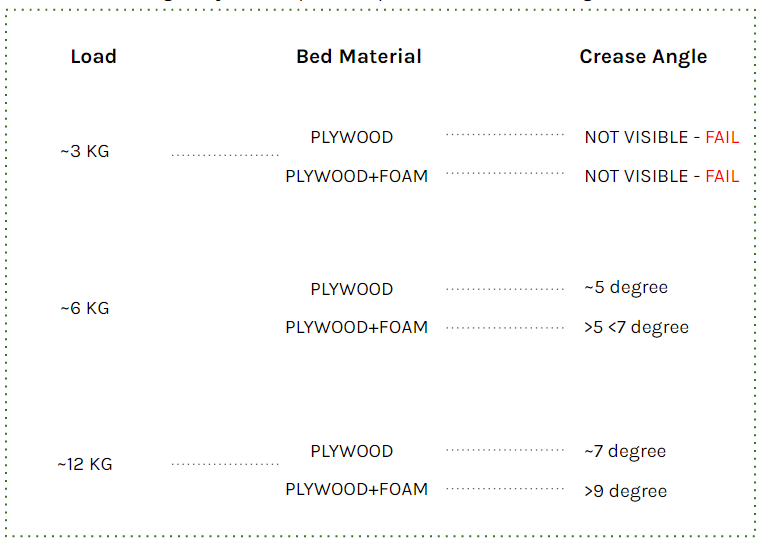 Load Bed Material Crease Angle
~3 KG
PLYWOOD NOT VISIBLE - FAIL
PLYWOOD+FOAM NOT VISIBLE - FAIL
~6 KG
PLYWOOD ~5 degree
PLYWOOD+FOAM >5 <7 degree
~12 KG
PLYWOOD ~7 degree
PLYWOOD+FOAM >9 degree